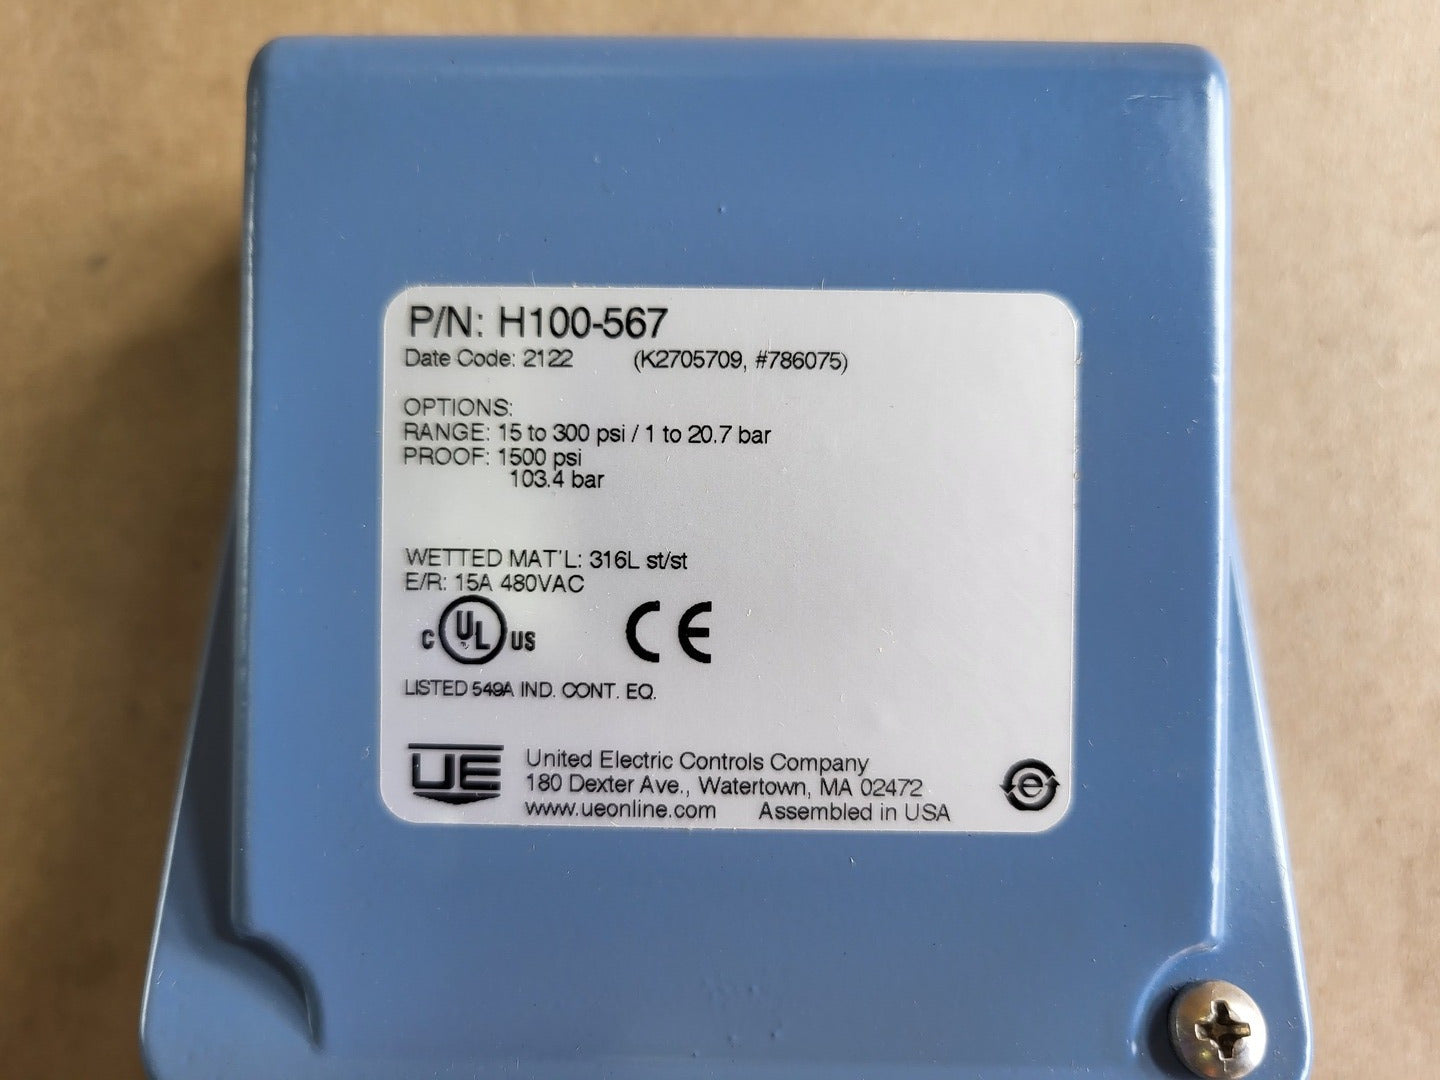 P/N: H100-567
Date Code: 2122 (K2705709, #786075)
OPTIONS:
RANGE: 15 to 300 psi / 1 to 20.7 bar
PROOF: 1500 psi
103.4 bar
WETTED MAT'L: 316L st/st
E/R: 15A 480VAC
C UL US CE
LISTED 549A IND. CONT. EQ.
UE United Electric Controls Company
180 Dexter Ave., Watertown, MA 02472
www.ueonline.com Assembled in USA
e